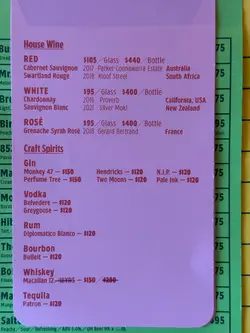 House Wine
RED $105/Glass $440/Bottle
Cabernet Sauvignon 2017 Parker Coonawarra Estate Australia
Swartland Rouge 2018 Kloof Street South Africa
WHITE $95/Glass $400/Bottle
Chardonnay 2016 Proverb California, USA
Sauvignon Blanc 2021 Silver Moki New Zealand
ROSÉ $95/Glass $400/Bottle
Grenache Syrah Rosé 2018 Gerard Bertrand France
Craft Spirits
Gin
Monkey 47 — $150 Hendricks — $120 N.I.P. — $120
Perfume Tree — $150 Two Moons — $120 Pale Ink — $120
Vodka
Belvedere — $120
Greygoose — $120
Rum
Diplomatico Blanco — $120
Bourbon
Bulleit — $120
Whiskey
Macallan 12 — $150 $200
Tequila
Patron — $120